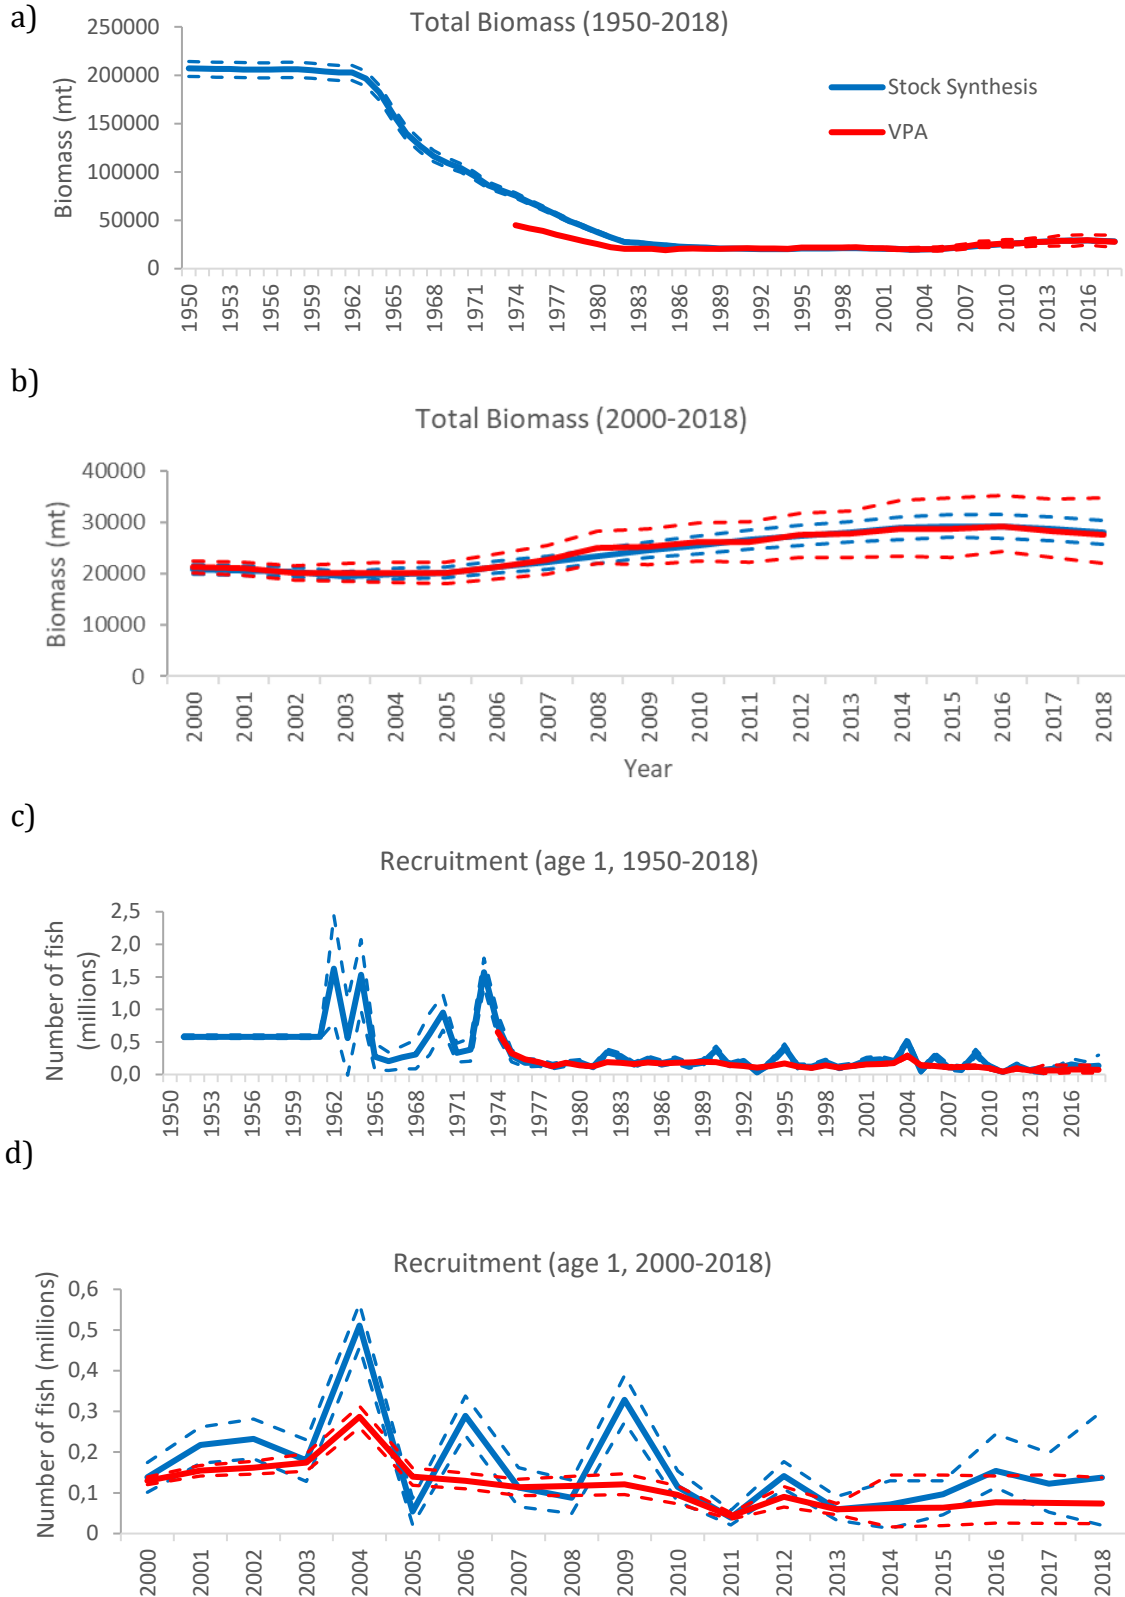 a)
Total Biomass (1950-2018)
Biomass (mt)
250000
200000
150000
100000
50000
0
Stock Synthesis
VPA
1950 1953 1956 1959 1962 1965 1968 1971 1974 1977 1980 1983 1986 1989 1992 1995 1998 2001 2004 2007 2010 2013 2016
b)
Total Biomass (2000-2018)
Biomass (mt)
40000
30000
20000
10000
0
2000 2001 2002 2003 2004 2005 2006 2007 2008 2009 2010 2011 2012 2013 2014 2015 2016 2017 2018
Year
c)
Recruitment (age 1, 1950-2018)
Number of fish
(millions)
2,5
2,0
1,5
1,0
0,5
0,0
1950 1953 1956 1959 1962 1965 1968 1971 1974 1977 1980 1983 1986 1989 1992 1995 1998 2001 2004 2007 2010 2013 2016
d)
Recruitment (age 1, 2000-2018)
Number of fish (millions)
0,6
0,5
0,4
0,3
0,2
0,1
0
2000 2001 2002 2003 2004 2005 2006 2007 2008 2009 2010 2011 2012 2013 2014 2015 2016 2017 2018